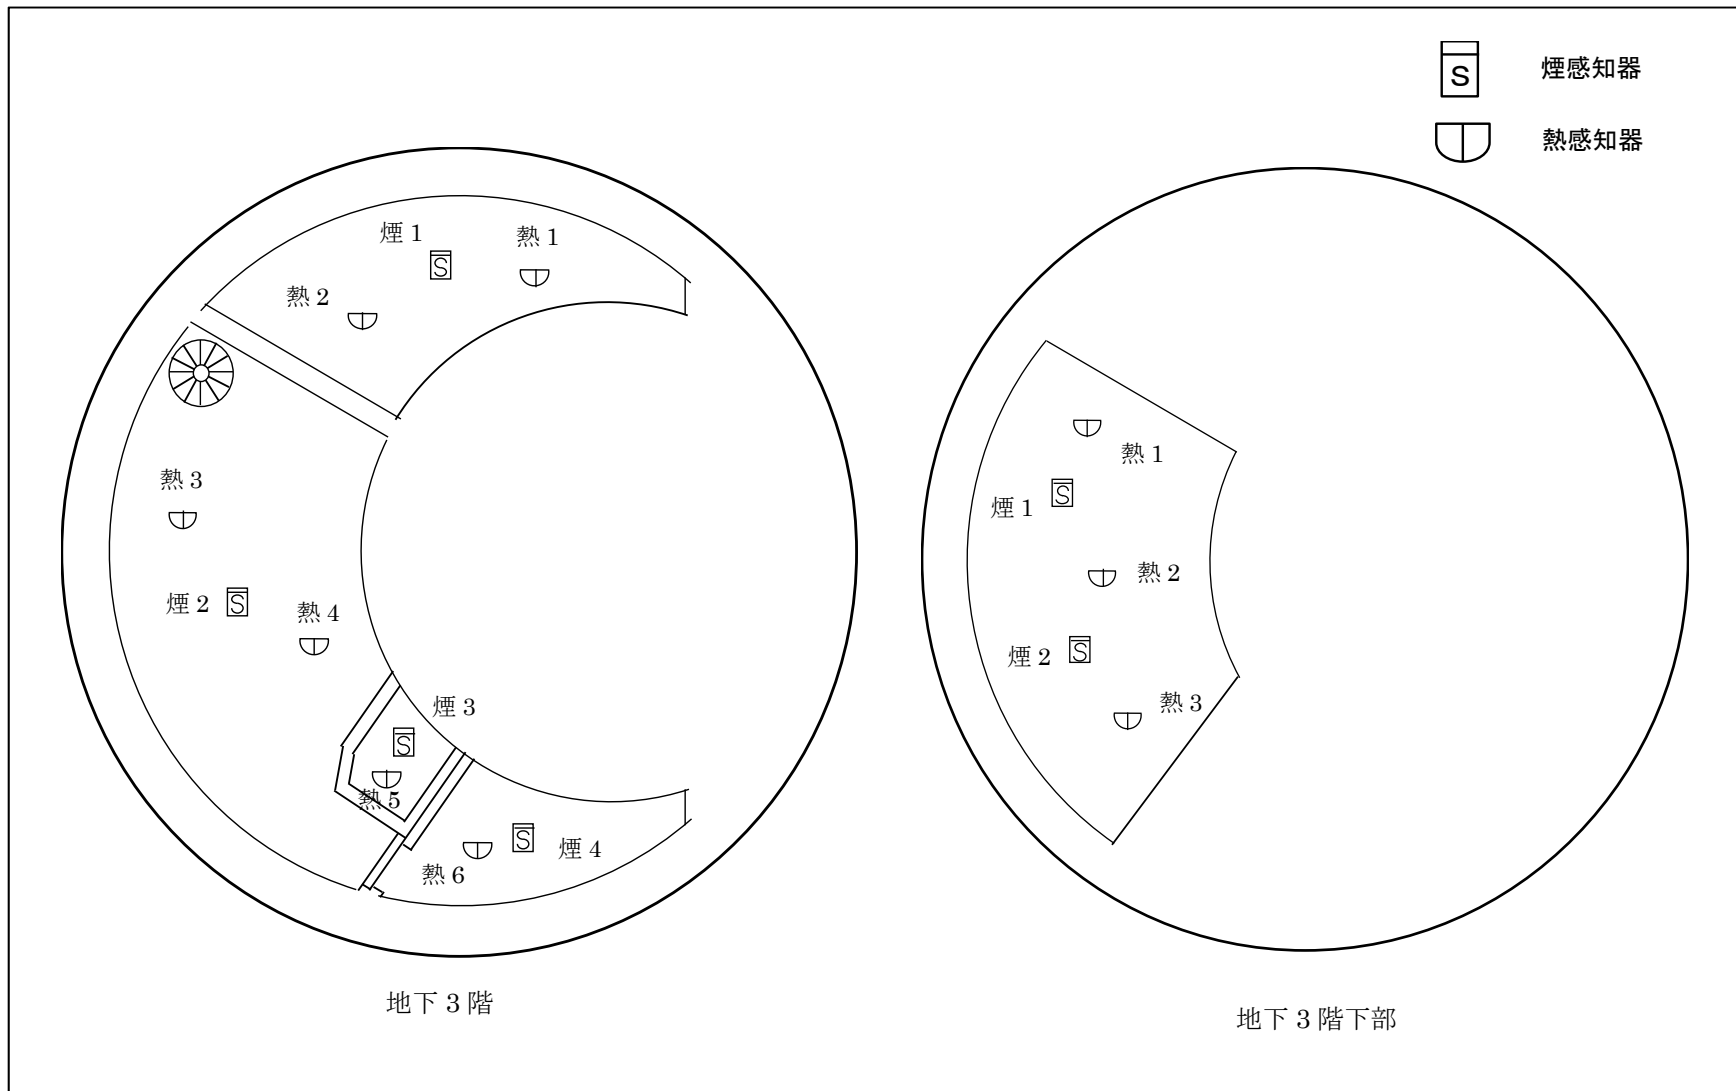 S 煙感知器
熱感知器
煙 1
熱 1
S
熱 2
熱 3
煙 2
S
熱 4
煙 3
S
熱 5
S
煙 4
熱 6
地下 3 階
熱 1
煙 1
S
熱 2
煙 2
S
熱 3
地下 3 階下部